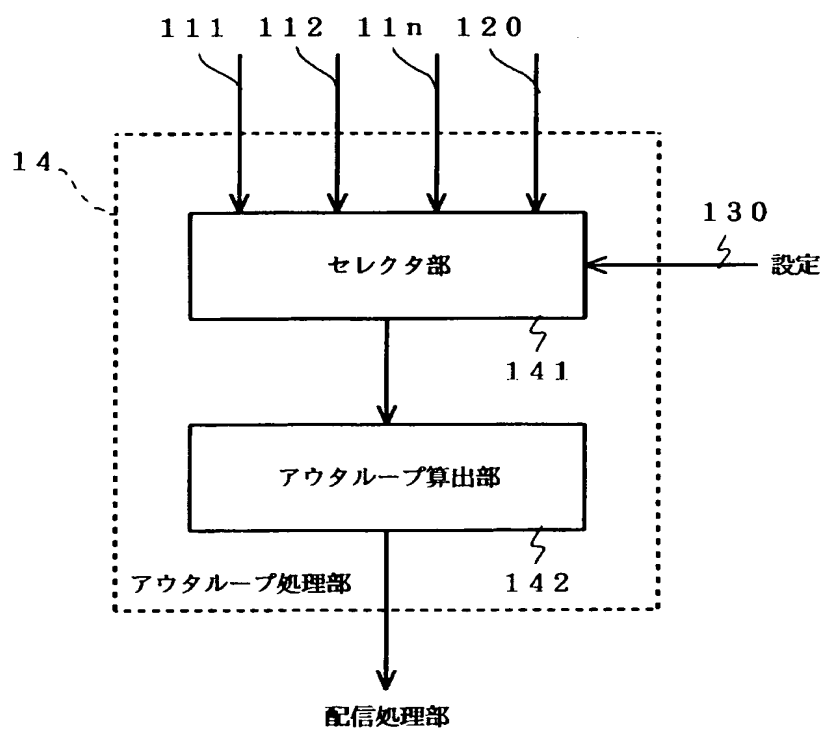 111 112 11n 120
14
130
セレクタ部
設定
141
アウタループ算出部
アウタループ処理部
142
配信処理部